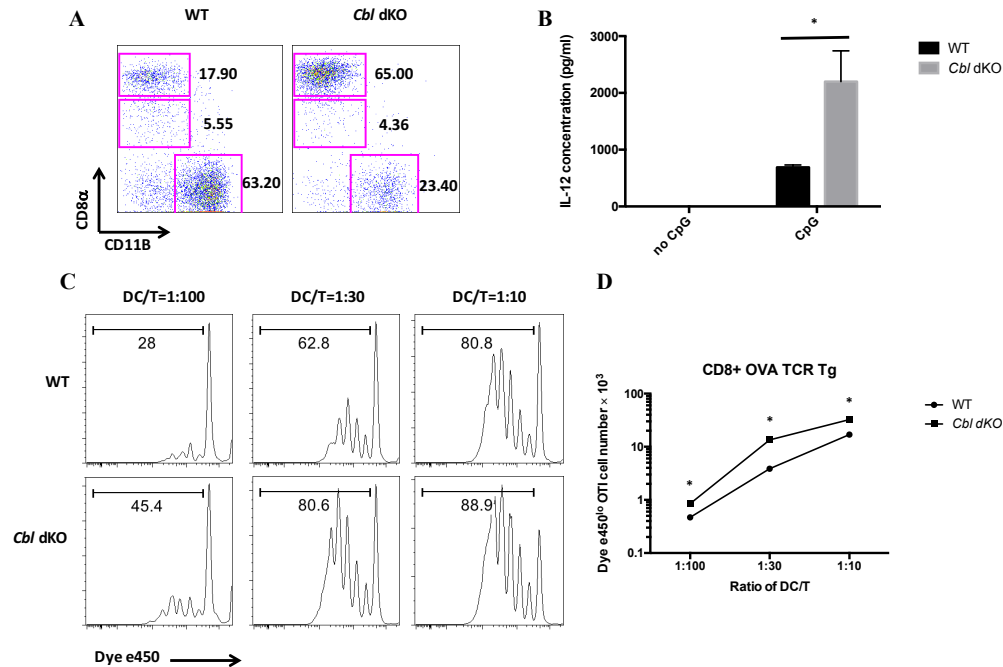 A
WT
Cbl dKO
17.90
5.55
63.20
65.00
4.36
23.40
CD8α
CD11B
B
IL-12 concentration (pg/ml)
3000
2000
1000
0
*
no CpG
CpG
WT
Cbl dKO
C
DC/T=1:100
DC/T=1:30
DC/T=1:10
WT
28
62.8
80.8
Cbl dKO
45.4
80.6
88.9
Dye e450
D
CD8+ OVA TCR Tg
Dye e450lo OTI cell number × 10³
100
10
1
0.1
*
*
*
1:100
1:30
1:10
Ratio of DC/T
WT
Cbl dKO